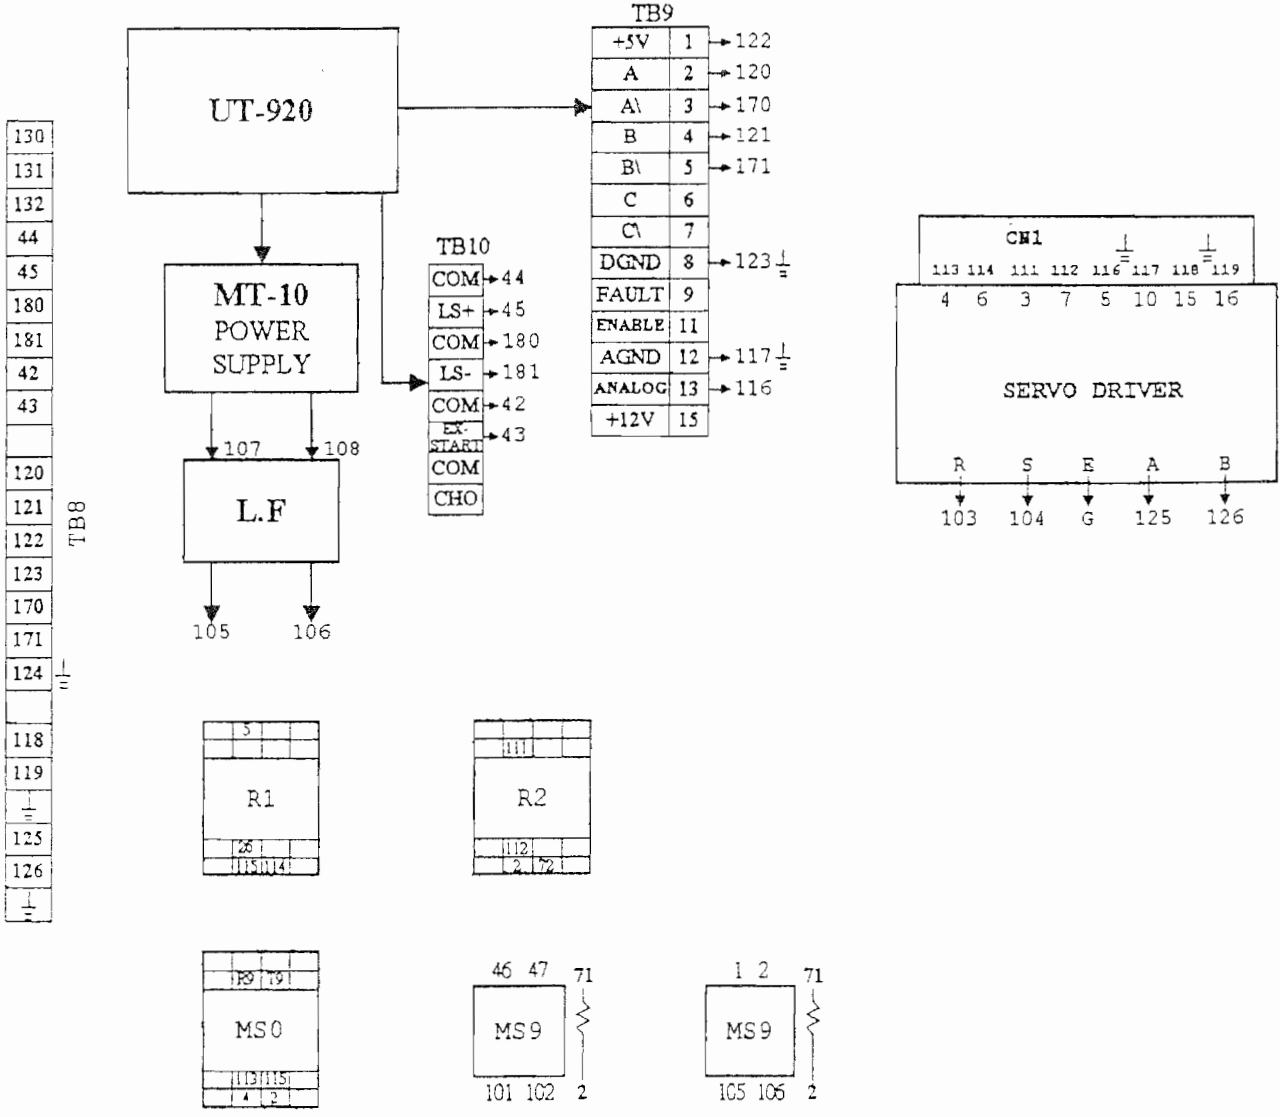 TB9
+5V 1 122
A 2 120
A\ 3 170
B 4 121
B\ 5 171
C 6
C\ 7
DGND 8 123
FAULT 9
ENABLE 11
AGND 12 117
ANALOG 13 116
+12V 15
UT-920
130
131
132
44
45
180
181
42
43
120
121
122
123
170
171
124
118
119
125
126
TB8
MT-10
POWER
SUPPLY
107 108
L.F
105 106
TB10
COM 44
LS+ 45
COM 180
LS- 181
COM 42
EX-
START 43
COM
CHO
CN1
113 114 111 112 116 117 118 119
4 6 3 7 5 10 15 16
SERVO DRIVER
R S E A B
103 104 G 125 126
5
R1
26
115 114
111
R2
112
2 72
R9 79
MS0
113 115
4 2
46 47 71
MS9
101 102 2
1 2 71
MS9
105 106 2